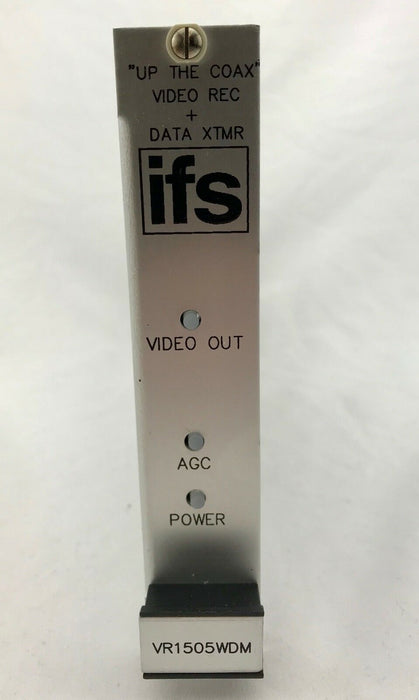 "UP THE COAX"
VIDEO REC
+
DATA XTMR
ifs
VIDEO OUT
AGC
POWER
VR1505WDM